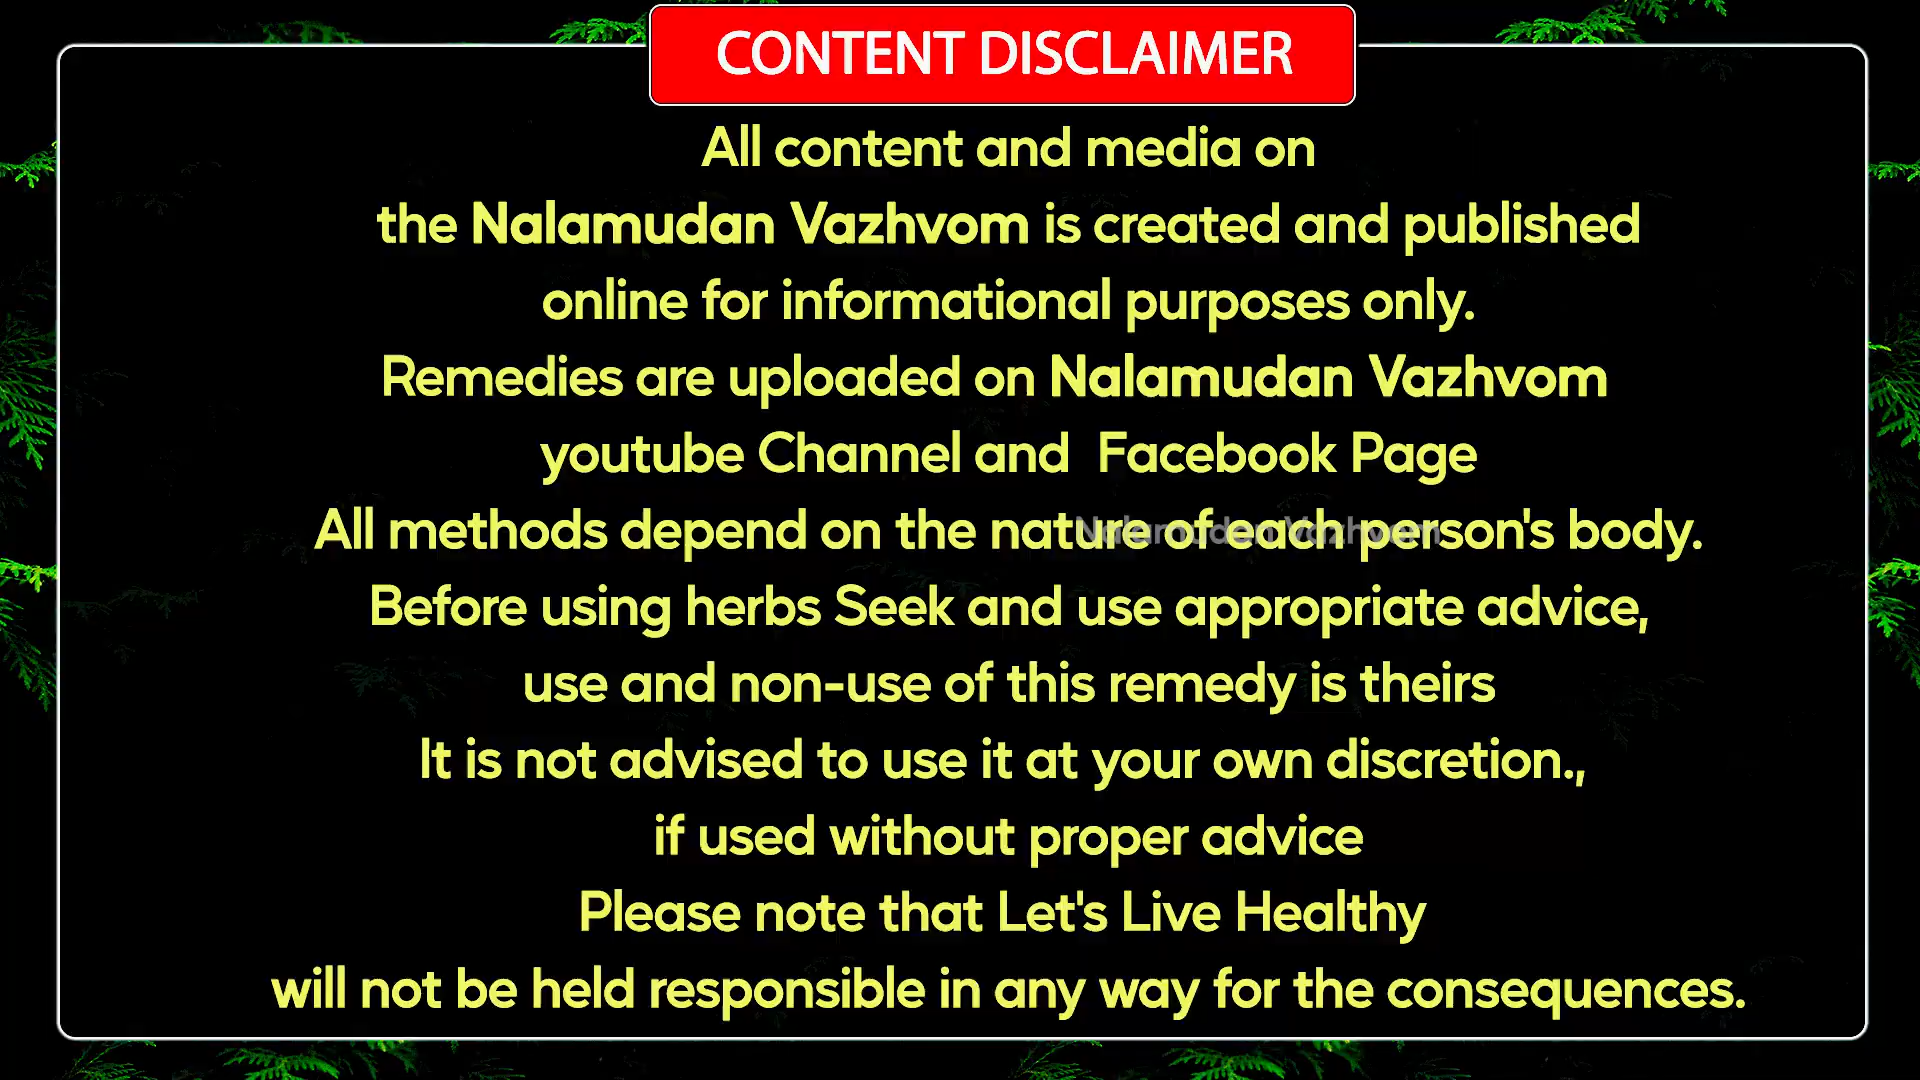 CONTENT DISCLAIMER
All content and media on
the Nalamudan Vazhvom is created and published
online for informational purposes only.
Remedies are uploaded on Nalamudan Vazhvom
youtube Channel and Facebook Page
All methods depend on the nature of each person's body.
Nalamudan Vazhvom
Before using herbs Seek and use appropriate advice,
use and non-use of this remedy is theirs
It is not advised to use it at your own discretion.,
if used without proper advice
Please note that Let's Live Healthy
will not be held responsible in any way for the consequences.